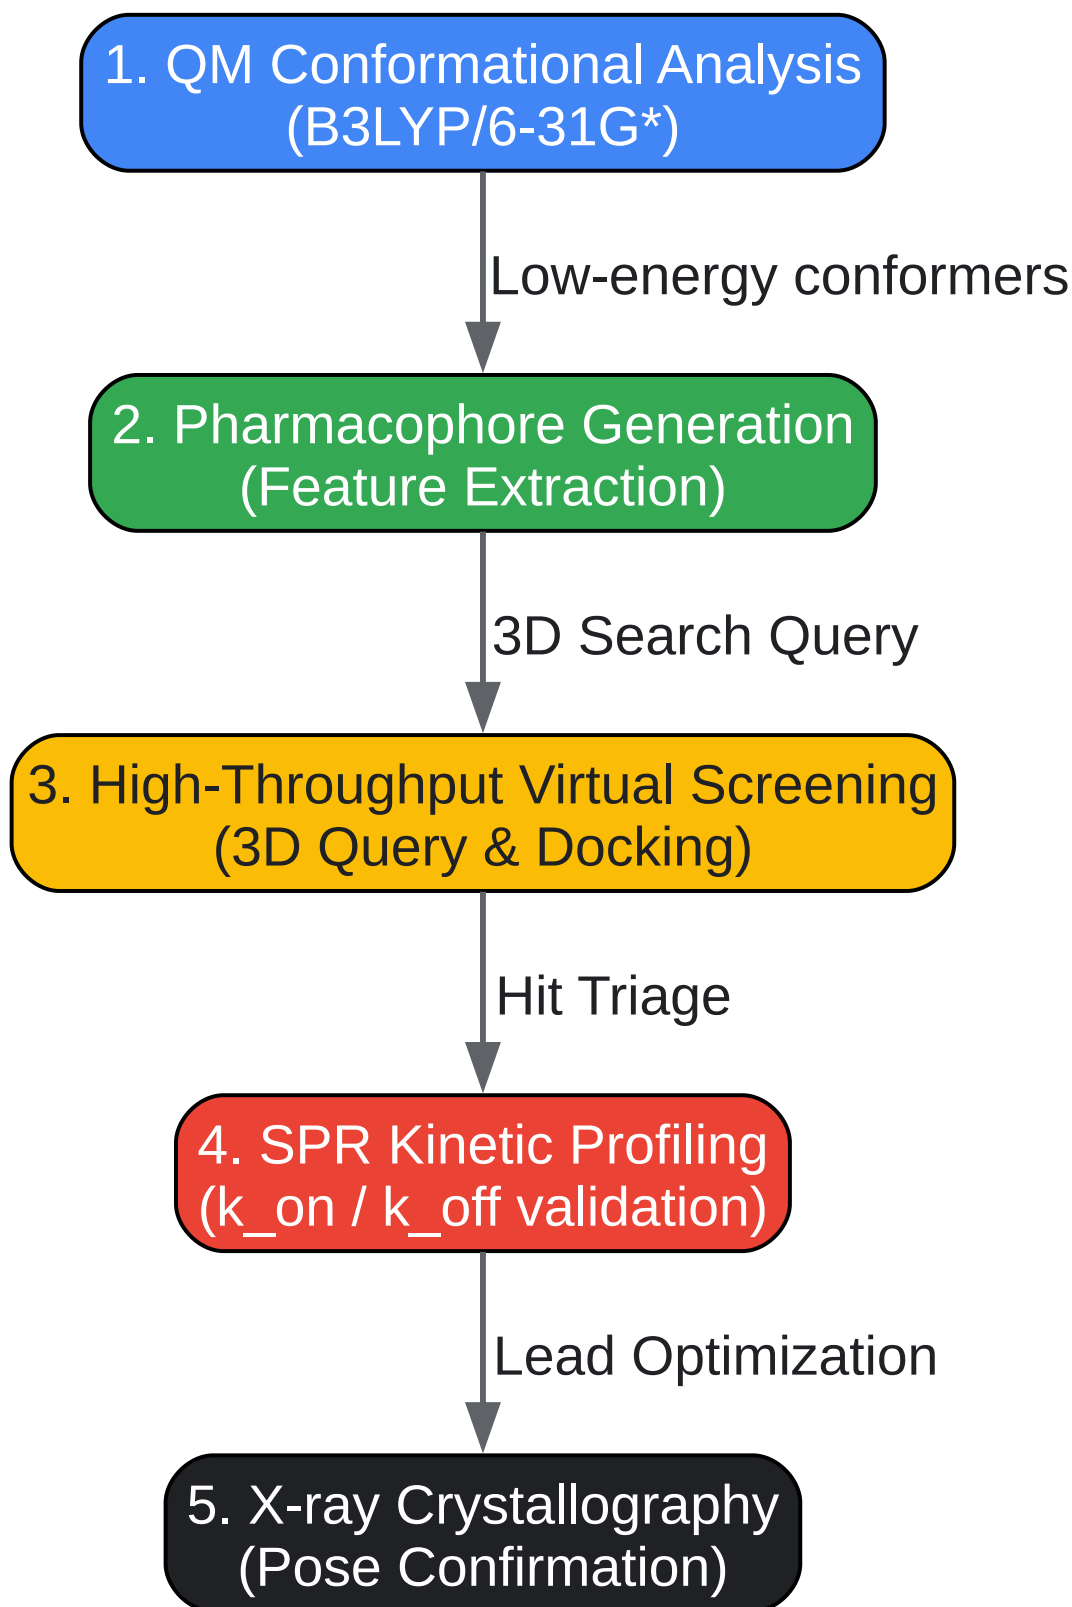 1. QM Conformational Analysis
(B3LYP/6-31G*)
Low-energy conformers
2. Pharmacophore Generation
(Feature Extraction)
3D Search Query
3. High-Throughput Virtual Screening
(3D Query & Docking)
Hit Triage
4. SPR Kinetic Profiling
(k_on / k_off validation)
Lead Optimization
5. X-ray Crystallography
(Pose Confirmation)